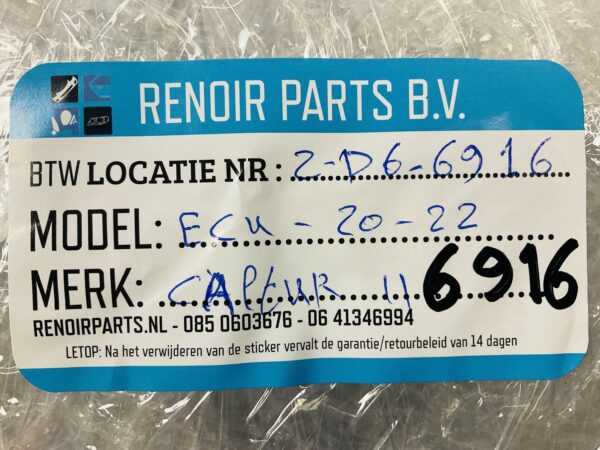 RENOIR PARTS B.V.
BTW LOCATIE NR : 2-D6-6916
MODEL: ECU - 20 - 22
MERK: CAPTUR II 6916
RENOIRPARTS.NL - 085 0603676 - 06 41346994
LETOP: Na het verwijderen van de sticker vervalt de garantie/retourbeleid van 14 dagen